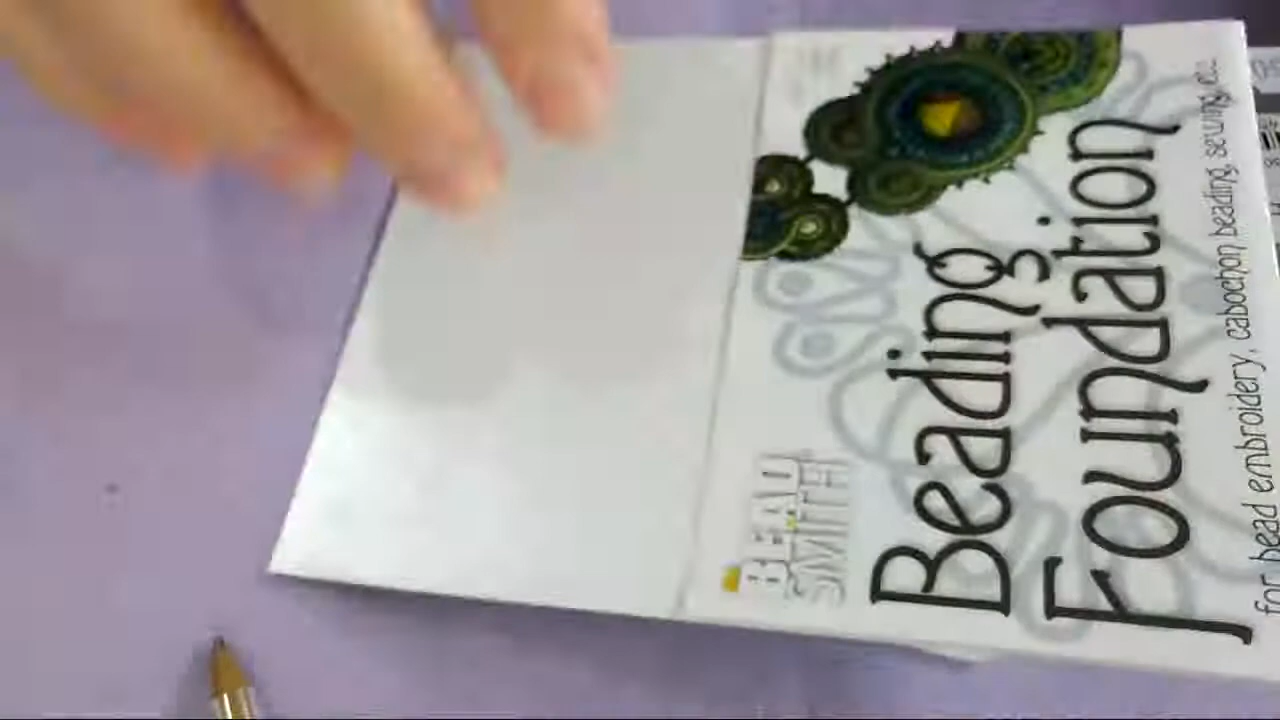 BEAD
SMITH
Beading
Foundation
for bead embroidery, cabochon beading, sewing, etc.